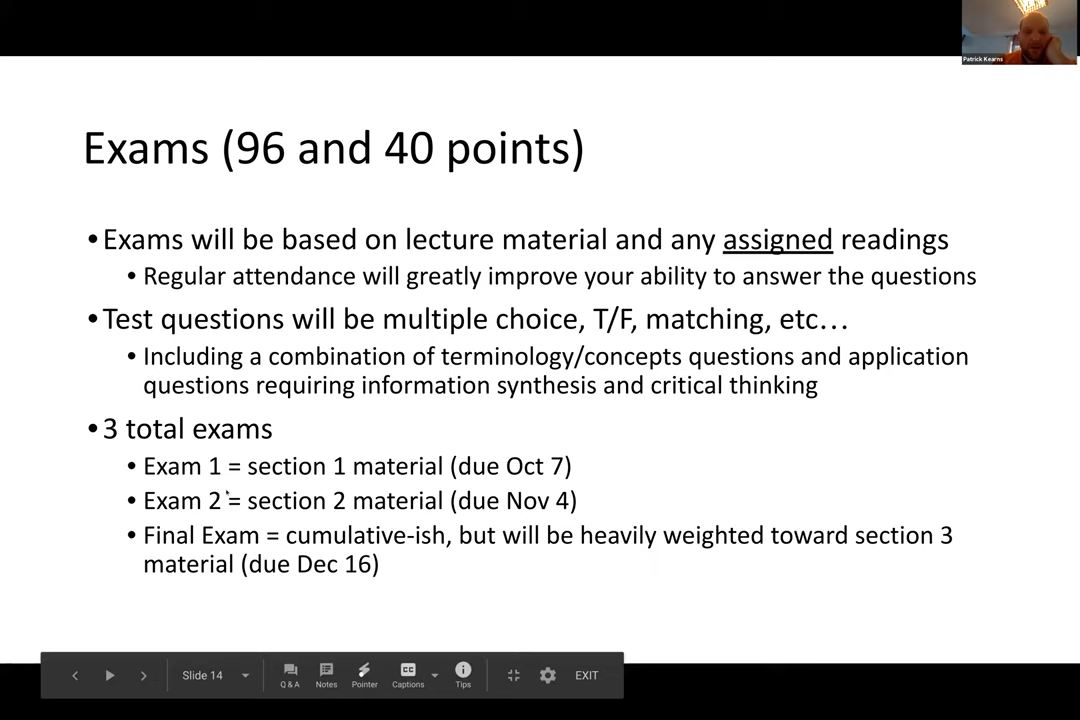 Patrick Kearns
Exams (96 and 40 points)
•Exams will be based on lecture material and any assigned readings
• Regular attendance will greatly improve your ability to answer the questions
•Test questions will be multiple choice, T/F, matching, etc…
• Including a combination of terminology/concepts questions and application
questions requiring information synthesis and critical thinking
•3 total exams
• Exam 1 = section 1 material (due Oct 7)
• Exam 2 = section 2 material (due Nov 4)
• Final Exam = cumulative-ish, but will be heavily weighted toward section 3
material (due Dec 16)
Slide 14
Q & A
Notes
Pointer
CC
Captions
Tips
EXIT